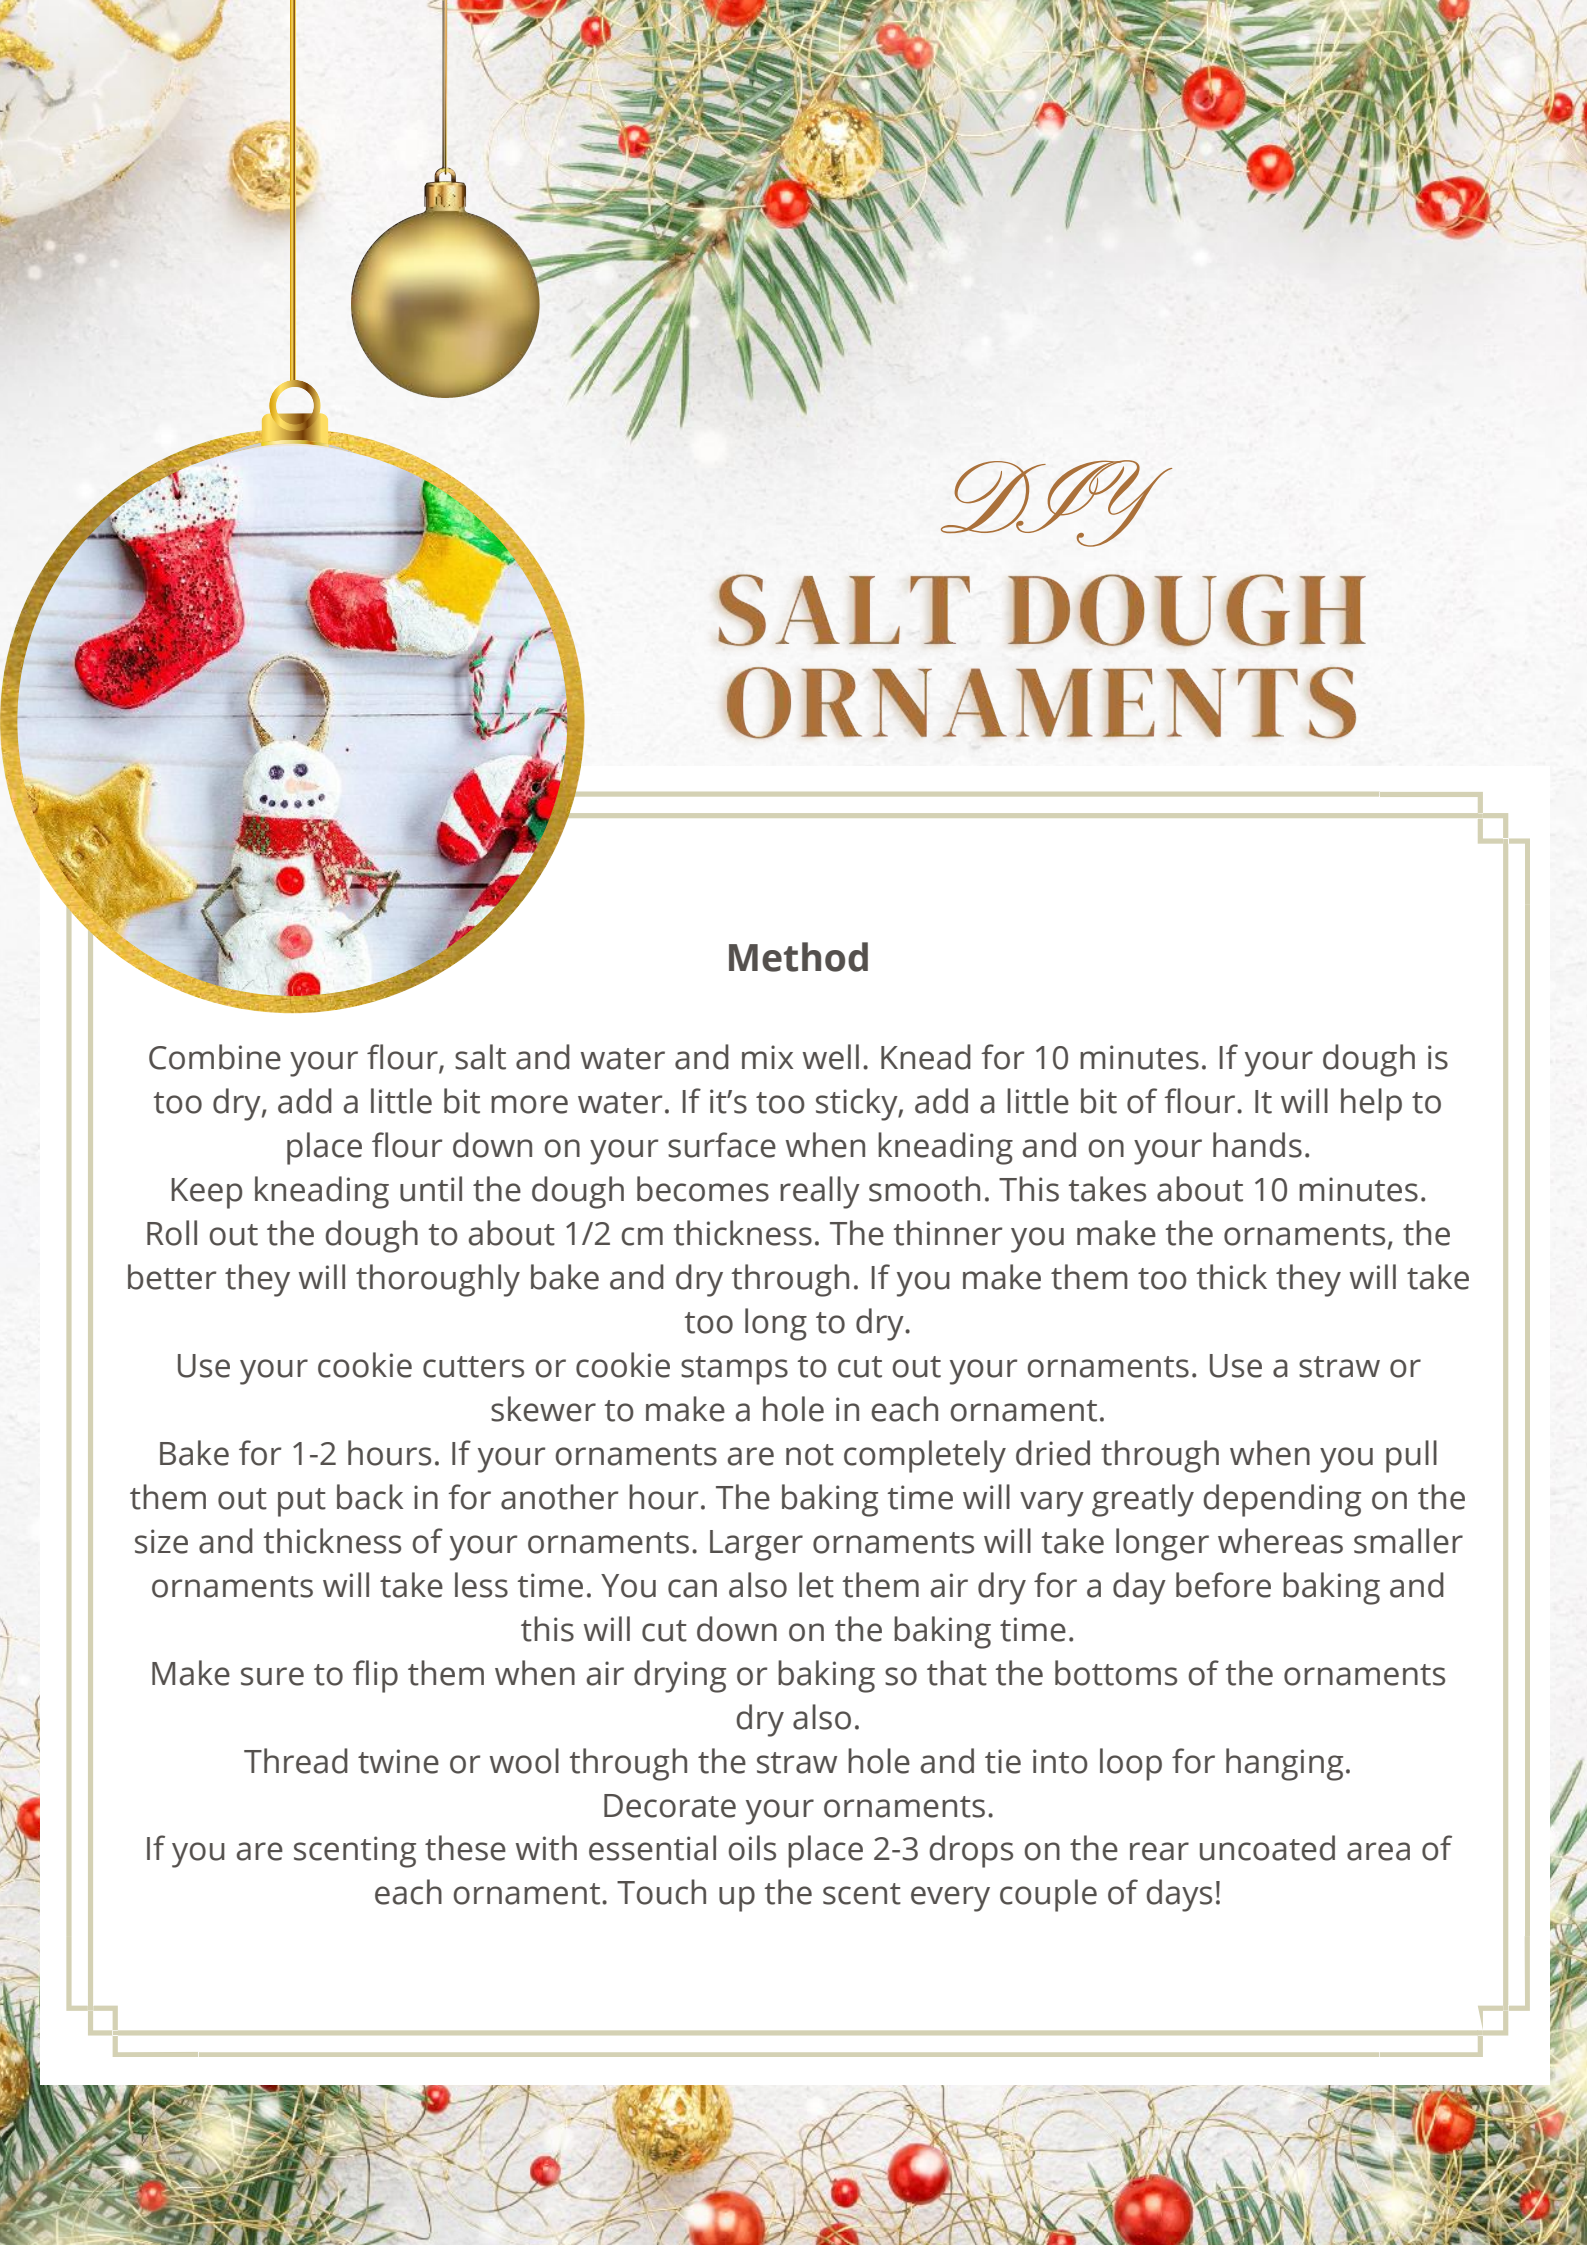 DIY
SALT DOUGH
ORNAMENTS
Method
Combine your flour, salt and water and mix well. Knead for 10 minutes. If your dough is
too dry, add a little bit more water. If it’s too sticky, add a little bit of flour. It will help to
place flour down on your surface when kneading and on your hands.
Keep kneading until the dough becomes really smooth. This takes about 10 minutes.
Roll out the dough to about 1/2 cm thickness. The thinner you make the ornaments, the
better they will thoroughly bake and dry through. If you make them too thick they will take
too long to dry.
Use your cookie cutters or cookie stamps to cut out your ornaments. Use a straw or
skewer to make a hole in each ornament.
Bake for 1-2 hours. If your ornaments are not completely dried through when you pull
them out put back in for another hour. The baking time will vary greatly depending on the
size and thickness of your ornaments. Larger ornaments will take longer whereas smaller
ornaments will take less time. You can also let them air dry for a day before baking and
this will cut down on the baking time.
Make sure to flip them when air drying or baking so that the bottoms of the ornaments
dry also.
Thread twine or wool through the straw hole and tie into loop for hanging.
Decorate your ornaments.
If you are scenting these with essential oils place 2-3 drops on the rear uncoated area of
each ornament. Touch up the scent every couple of days!